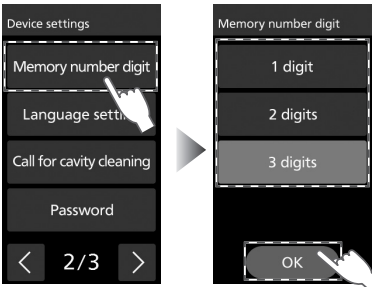 Device settings
Memory number digit
Language setti
Call for cavity cleaning
Password
< 2/3 >
Memory number digit
1 digit
2 digits
3 digits
OK